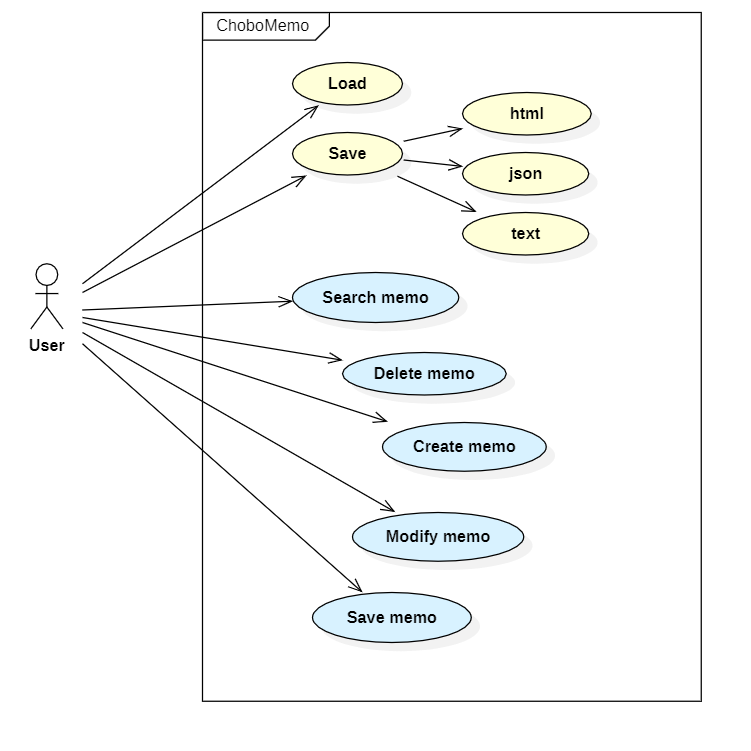 ChoboMemo
Load
Save
html
json
text
User
Search memo
Delete memo
Create memo
Modify memo
Save memo